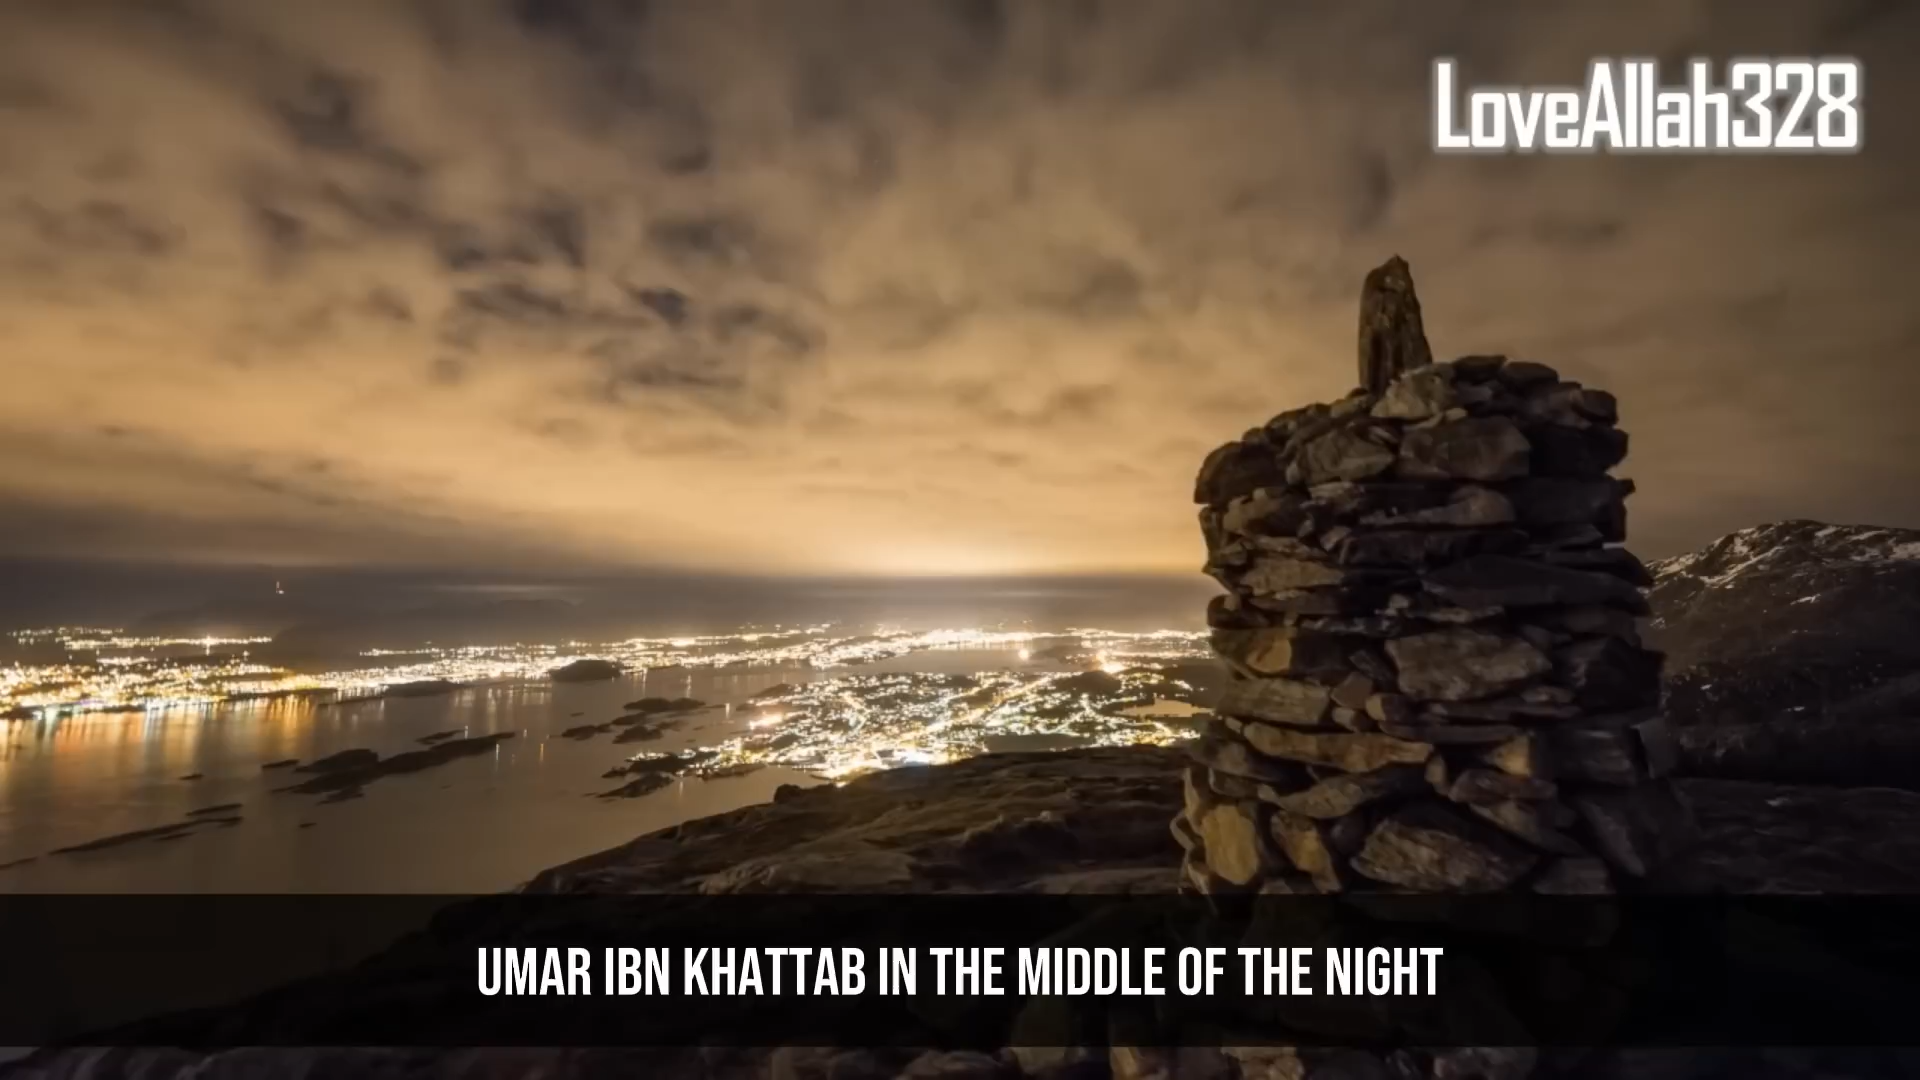 LoveAllah328
UMAR IBN KHATTAB IN THE MIDDLE OF THE NIGHT